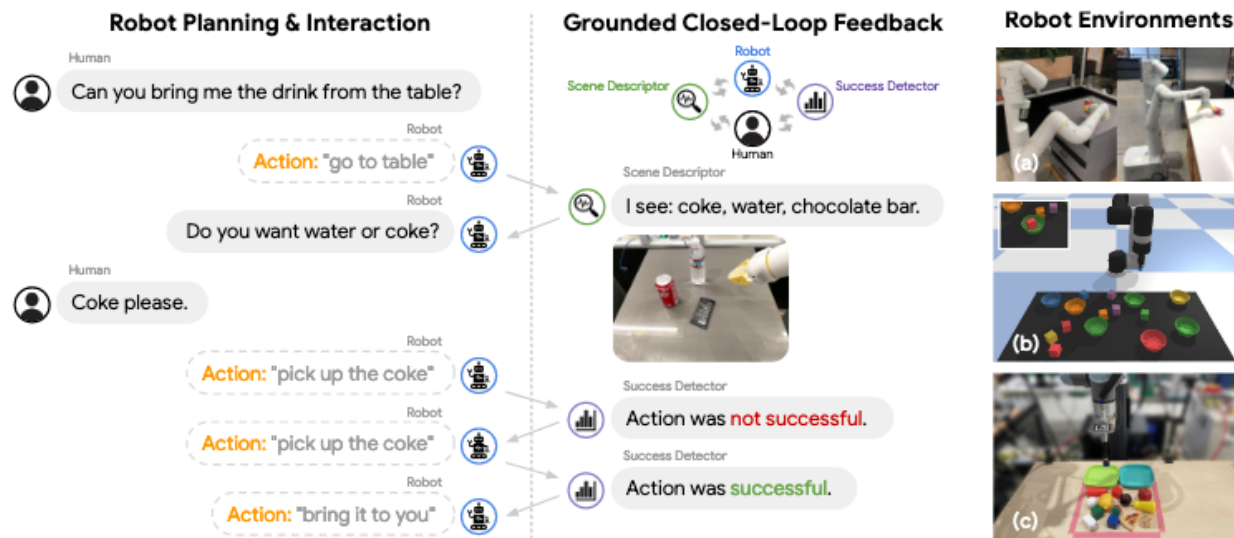 Robot Planning & Interaction
Human
Can you bring me the drink from the table?
Robot
Action: "go to table"
Robot
Do you want water or coke?
Human
Coke please.
Robot
Action: "pick up the coke"
Robot
Action: "pick up the coke"
Robot
Action: "bring it to you"
Grounded Closed-Loop Feedback
Robot
Scene Descriptor
Success Detector
Human
Scene Descriptor
I see: coke, water, chocolate bar.
Success Detector
Action was not successful.
Success Detector
Action was successful.
Robot Environments
(a)
(b)
(c)